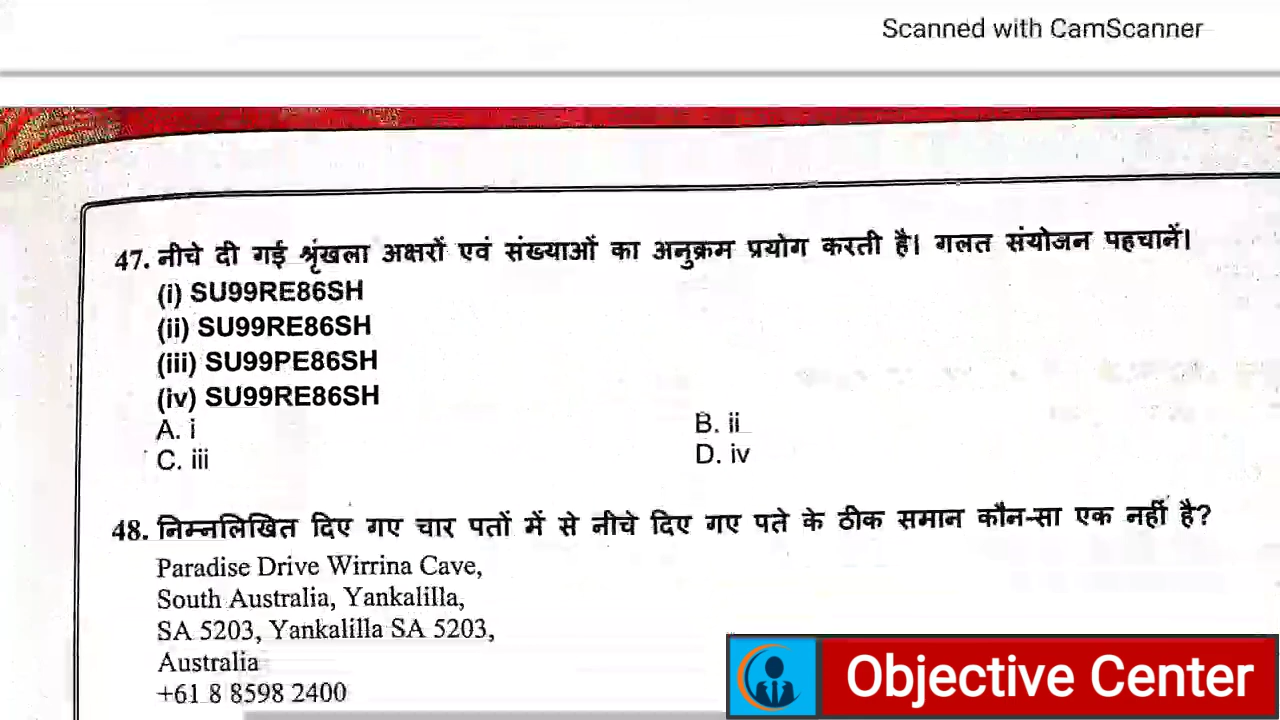 Scanned with CamScanner
47. नीचे दी गई श्रृंखला अक्षरों एवं संख्याओं का अनुक्रम प्रयोग करती है। गलत संयोजन पहचानें।
(i) SU99RE86SH
(ii) SU99RE86SH
(iii) SU99PE86SH
(iv) SU99RE86SH
A. i B. ii
C. iii D. iv
48. निम्नलिखित दिए गए चार पतों में से नीचे दिए गए पते के ठीक समान कौन-सा एक नहीं है?
Paradise Drive Wirrina Cave,
South Australia, Yankalilla,
SA 5203, Yankalilla SA 5203,
Australia
+61 8 8598 2400
Objective Center